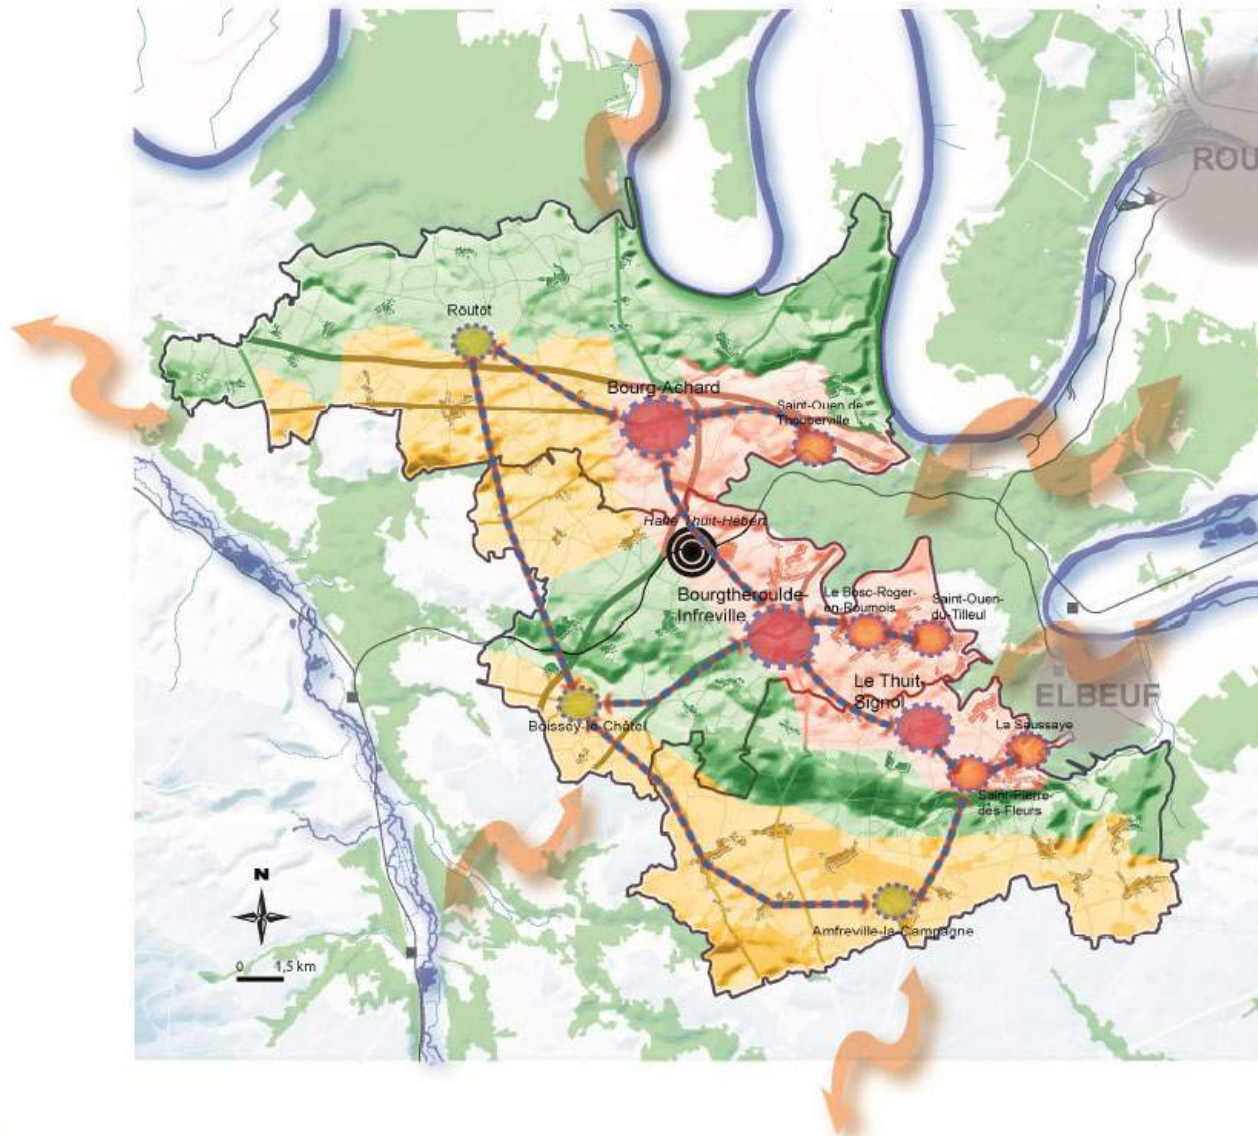 ROU
Routot
Bourg-Achard
Saint-Ouen de
Thouberville
Halte Thuit-Hébert
Bourgtheroulde-
Infreville
Le Bosc-Roger-
en-Roumois
Saint-Ouen-
du-Tilleul
Le Thuit-
Signol
ELBEUF
La Saussaye
Boissey-le-Châtel
Saint-Pierre-
des-Fleurs
N
Amfreville-la-Campagne
0 1,5 km